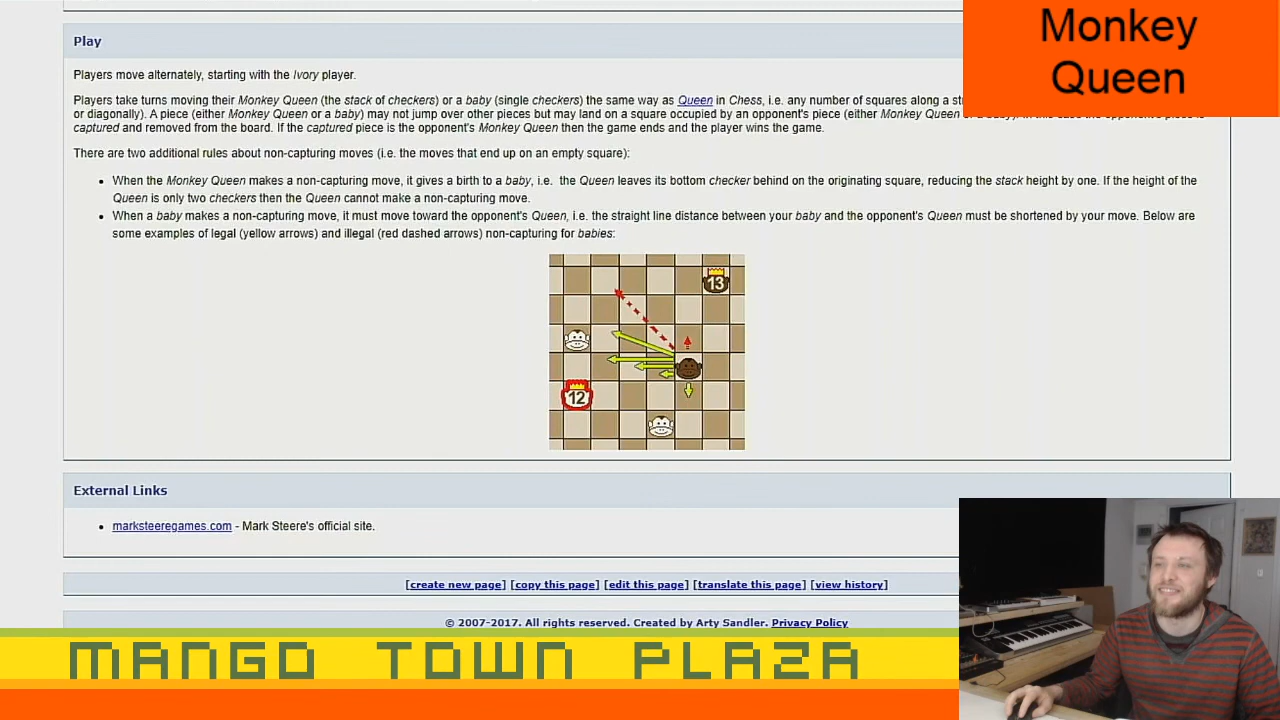 Monkey
Queen
Play
Players move alternately, starting with the Ivory player.
Players take turns moving their Monkey Queen (the stack of checkers) or a baby (single checkers) the same way as Queen in Chess, i.e. any number of squares along a st
or diagonally). A piece (either Monkey Queen or a baby) may not jump over other pieces but may land on a square occupied by an opponent's piece (either Monkey Queen
captured and removed from the board. If the captured piece is the opponent's Monkey Queen then the game ends and the player wins the game.
There are two additional rules about non-capturing moves (i.e. the moves that end up on an empty square):
• When the Monkey Queen makes a non-capturing move, it gives a birth to a baby, i.e. the Queen leaves its bottom checker behind on the originating square, reducing the stack height by one. If the height of the
Queen is only two checkers then the Queen cannot make a non-capturing move.
• When a baby makes a non-capturing move, it must move toward the opponent's Queen, i.e. the straight line distance between your baby and the opponent's Queen must be shortened by your move. Below are
some examples of legal (yellow arrows) and illegal (red dashed arrows) non-capturing for babies:
13
12
External Links
• marksteeregames.com - Mark Steere's official site.
[create new page] [copy this page] [edit this page] [translate this page] [view history]
© 2007-2017. All rights reserved. Created by Arty Sandler. Privacy Policy
MANGO TOWN PLAZA